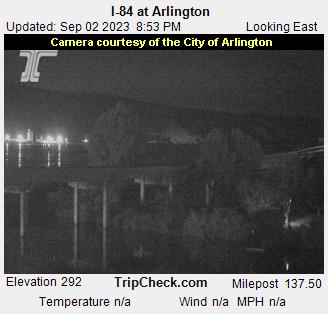 I-84 at Arlington
Updated: Sep 02 2023 8:53 PM Looking East
Camera courtesy of the City of Arlington
Elevation 292 TripCheck.com Milepost 137.50
Temperature n/a Wind n/a MPH n/a